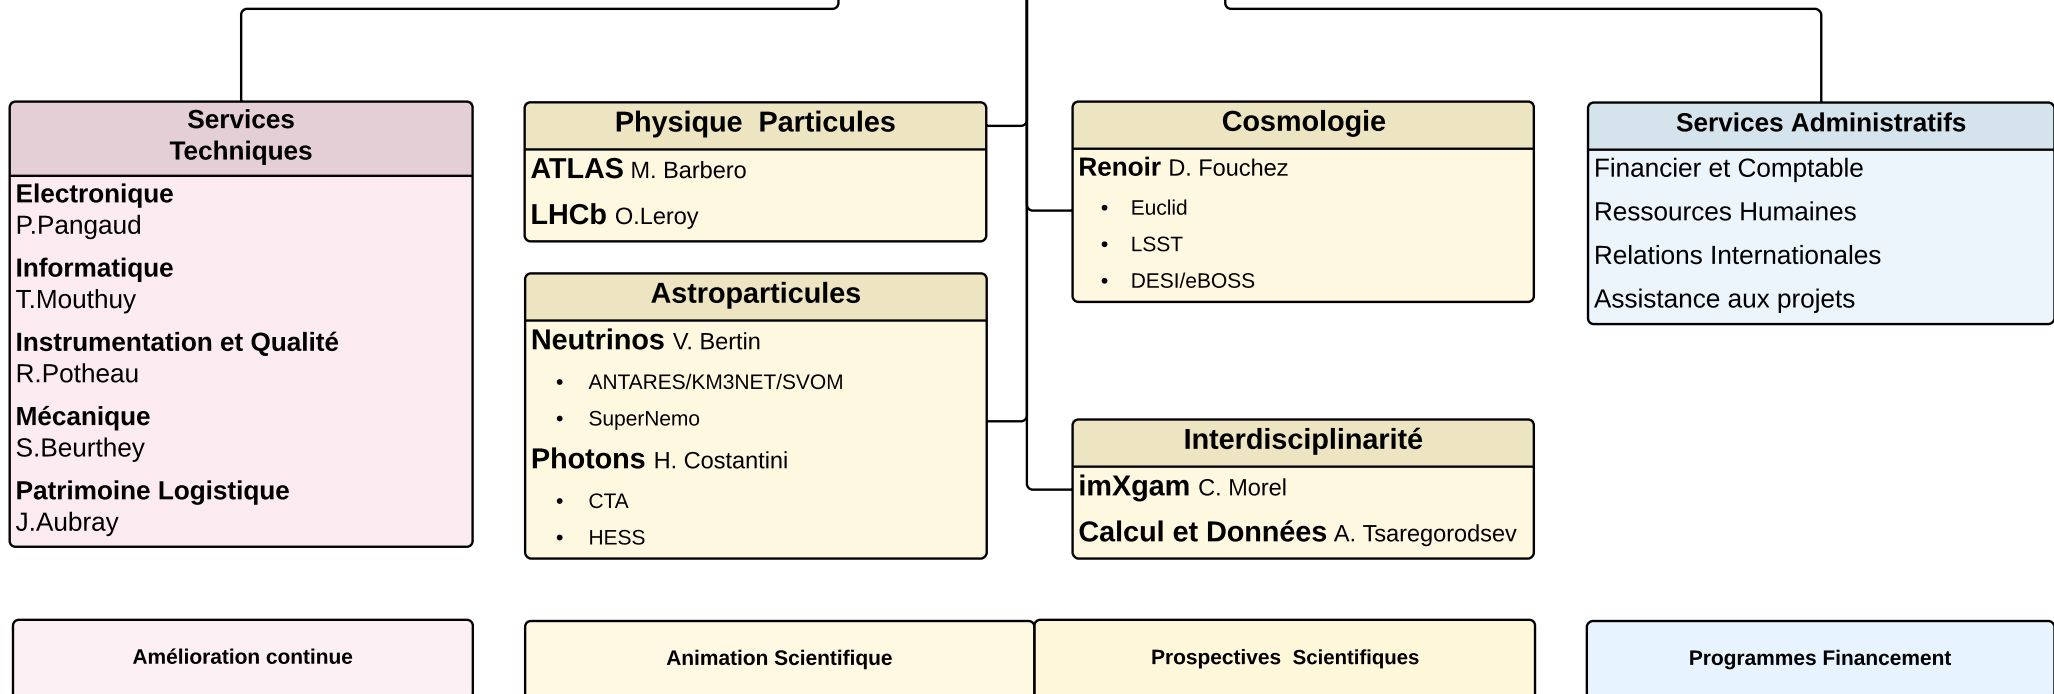 Services
Techniques
Electronique
P.Pangaud
Informatique
T.Mouthuy
Instrumentation et Qualité
R.Potheau
Mécanique
S.Beurthey
Patrimoine Logistique
J.Aubray
Physique  Particules
ATLAS M. Barbero
LHCb O.Leroy
Astroparticules
Neutrinos V. Bertin
• ANTARES/KM3NET/SVOM
• SuperNemo
Photons H. Costantini
• CTA
• HESS
Cosmologie
Renoir D. Fouchez
• Euclid
• LSST
• DESI/eBOSS
Interdisciplinarité
imXgam C. Morel
Calcul et Données A. Tsaregorodsev
Services Administratifs
Financier et Comptable
Ressources Humaines
Relations Internationales
Assistance aux projets
Amélioration continue
Animation Scientifique
Prospectives  Scientifiques
Programmes Financement